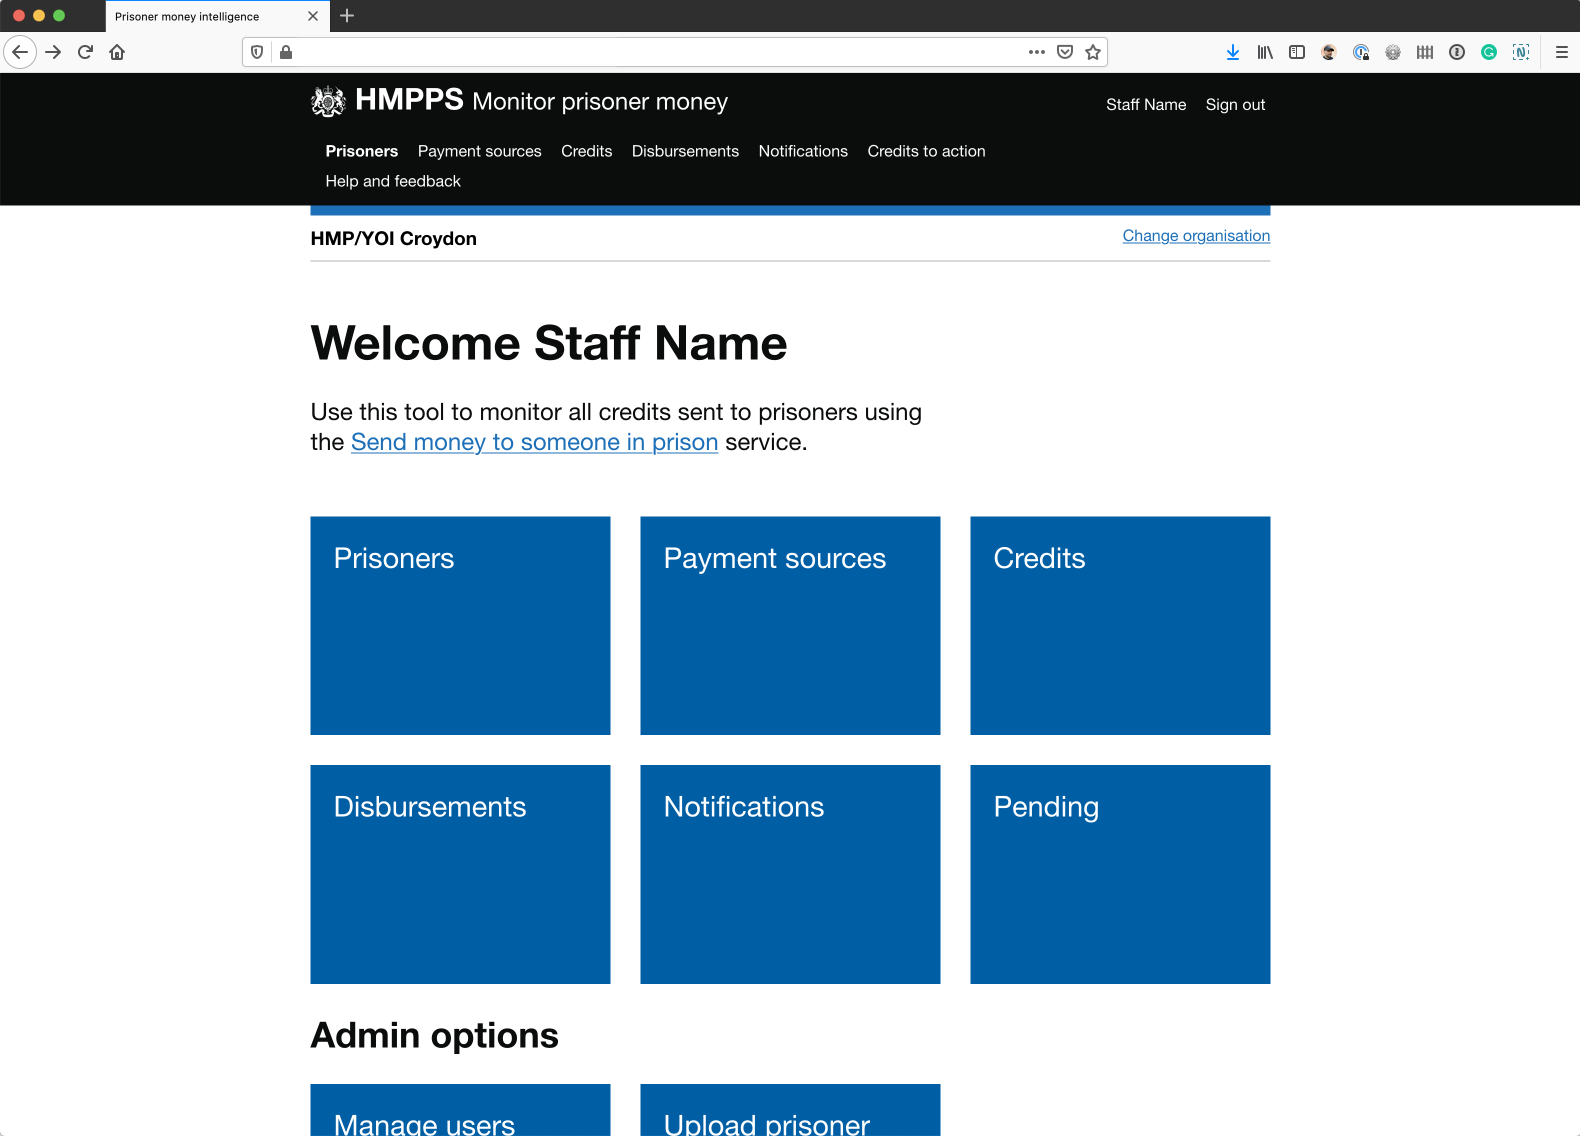 Prisoner money intelligence
HMPPS Monitor prisoner money
Staff Name Sign out
Prisoners Payment sources Credits Disbursements Notifications Credits to action
Help and feedback
HMP/YOI Croydon
Change organisation
Welcome Staff Name
Use this tool to monitor all credits sent to prisoners using
the Send money to someone in prison service.
Prisoners
Payment sources
Credits
Disbursements
Notifications
Pending
Admin options
Manage users
Upload prisoner